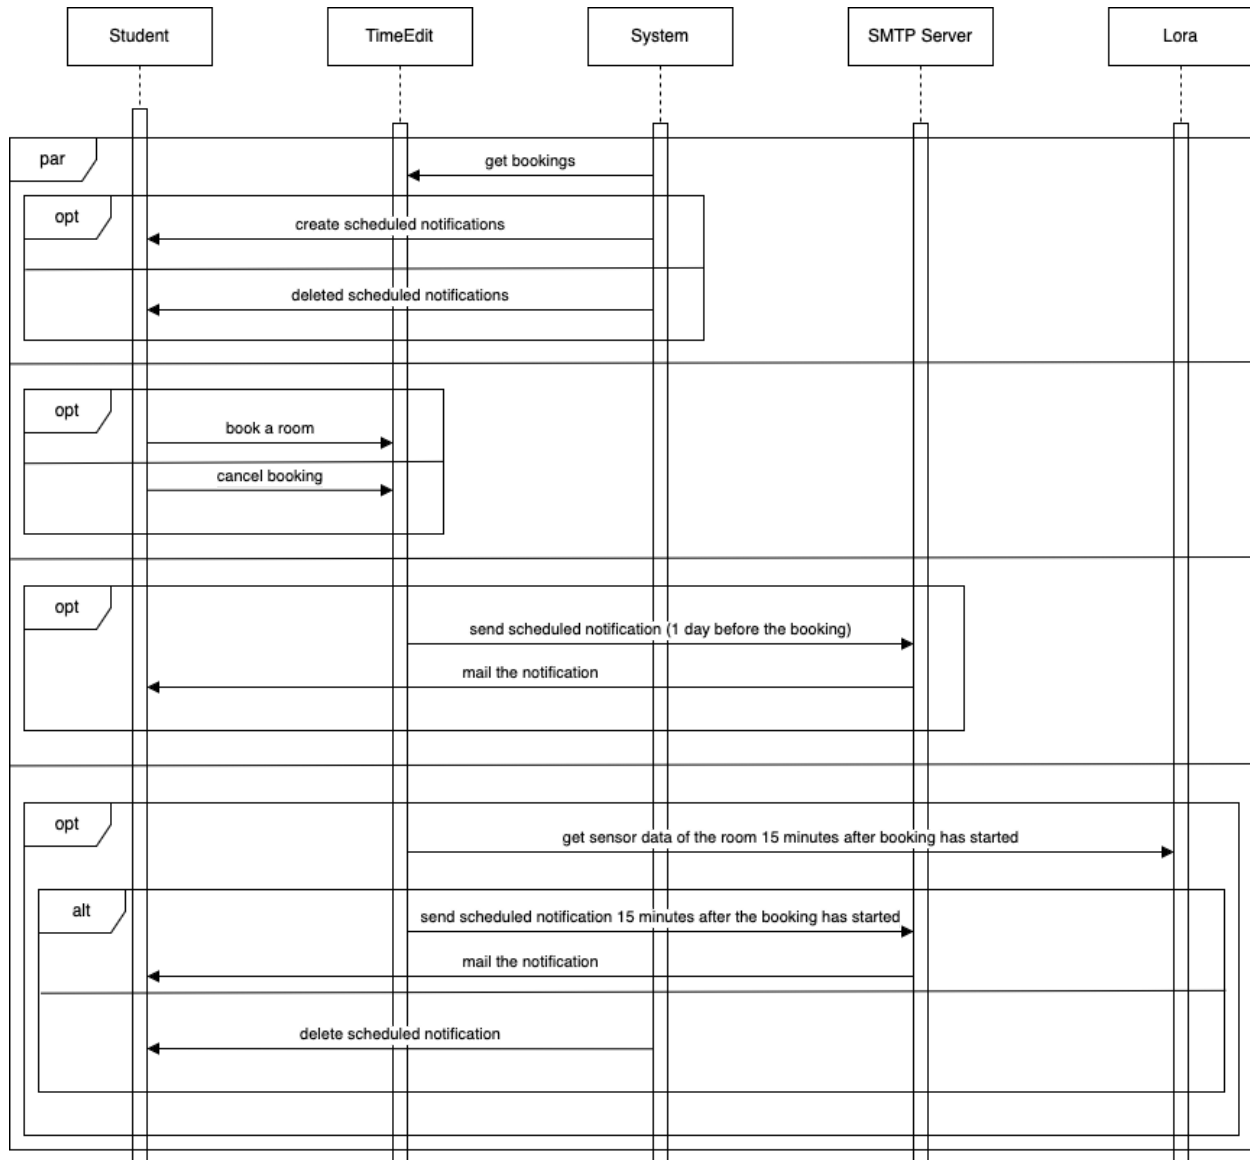 Student
TimeEdit
System
SMTP Server
Lora
par
get bookings
opt
create scheduled notifications
deleted scheduled notifications
opt
book a room
cancel booking
opt
send scheduled notification (1 day before the booking)
mail the notification
opt
get sensor data of the room 15 minutes after booking has started
alt
send scheduled notification 15 minutes after the booking has started
mail the notification
delete scheduled notification